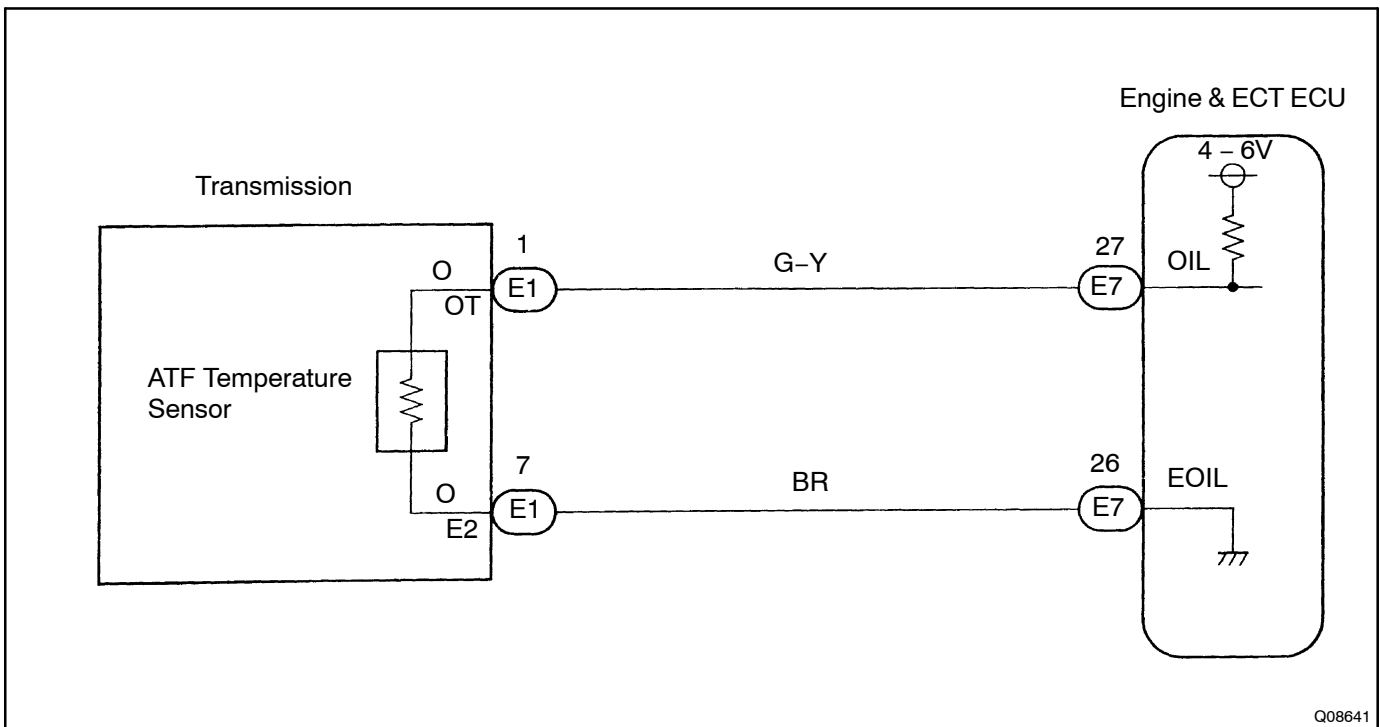 Engine & ECT ECU
4 – 6V
Transmission
1
27
O
G–Y
OIL
E1
E7
OT
ATF Temperature
Sensor
7
26
O
BR
EOIL
E1
E7
E2
Q08641